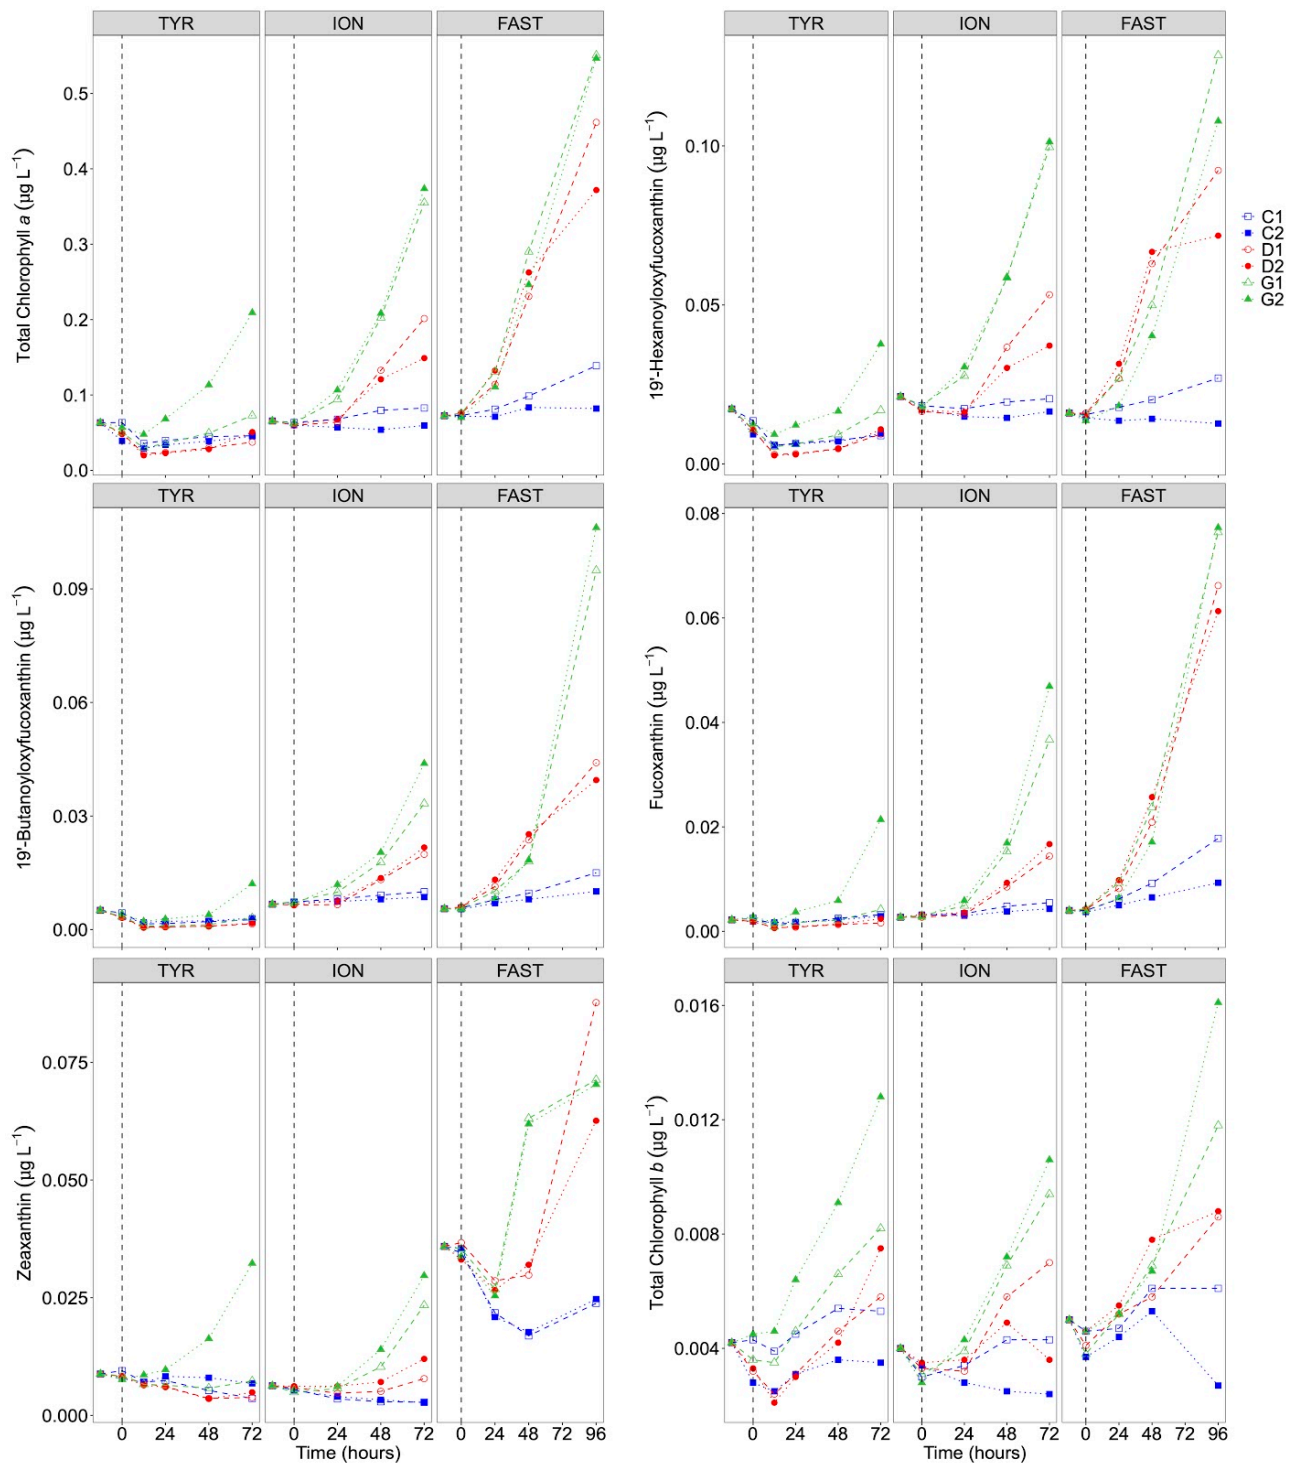 TYR ION FAST
Total Chlorophyll a (µg L⁻¹)
0.5
0.4
0.3
0.2
0.1
0.0
TYR ION FAST
19'-Hexanoyloxyfucoxanthin (µg L⁻¹)
0.10
0.05
0.00
C1
C2
D1
D2
G1
G2
TYR ION FAST
19'-Butanoyloxyfucoxanthin (µg L⁻¹)
0.09
0.06
0.03
0.00
TYR ION FAST
Fucoxanthin (µg L⁻¹)
0.08
0.06
0.04
0.02
0.00
TYR ION FAST
Zeaxanthin (µg L⁻¹)
0.075
0.050
0.025
0.000
0 24 48 72 0 24 48 72 0 24 48 72 96
Time (hours)
TYR ION FAST
Total Chlorophyll b (µg L⁻¹)
0.016
0.012
0.008
0.004
0 24 48 72 0 24 48 72 0 24 48 72 96
Time (hours)